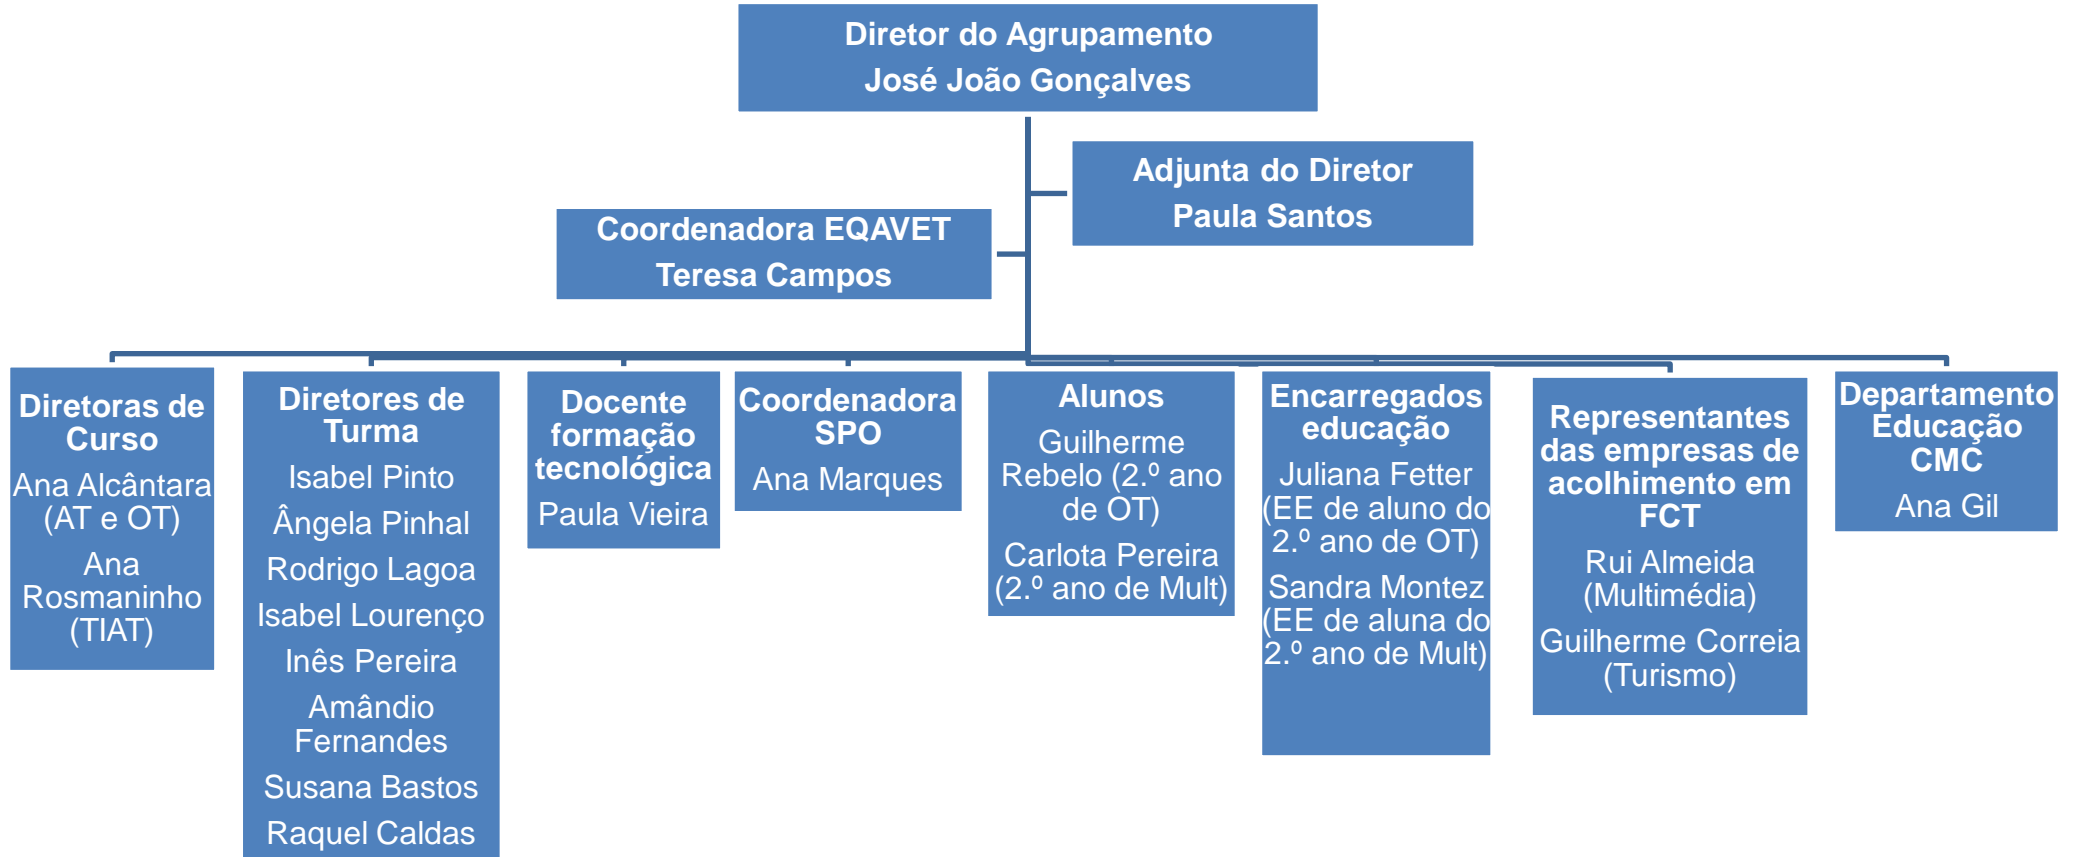 Diretor do Agrupamento
José João Gonçalves
Adjunta do Diretor
Paula Santos
Coordenadora EQAVET
Teresa Campos
Diretoras de
Curso
Ana Alcântara
(AT e OT)
Ana
Rosmaninho
(TIAT)
Diretores de
Turma
Isabel Pinto
Ângela Pinhal
Rodrigo Lagoa
Isabel Lourenço
Inês Pereira
Amândio
Fernandes
Susana Bastos
Raquel Caldas
Docente
formação
tecnológica
Paula Vieira
Coordenadora
SPO
Ana Marques
Alunos
Guilherme
Rebelo (2.º ano
de OT)
Carlota Pereira
(2.º ano de Mult)
Encarregados
educação
Juliana Fetter
(EE de aluno do
2.º ano de OT)
Sandra Montez
(EE de aluna do
2.º ano de Mult)
Representantes
das empresas de
acolhimento em
FCT
Rui Almeida
(Multimédia)
Guilherme Correia
(Turismo)
Departamento
Educação
CMC
Ana Gil